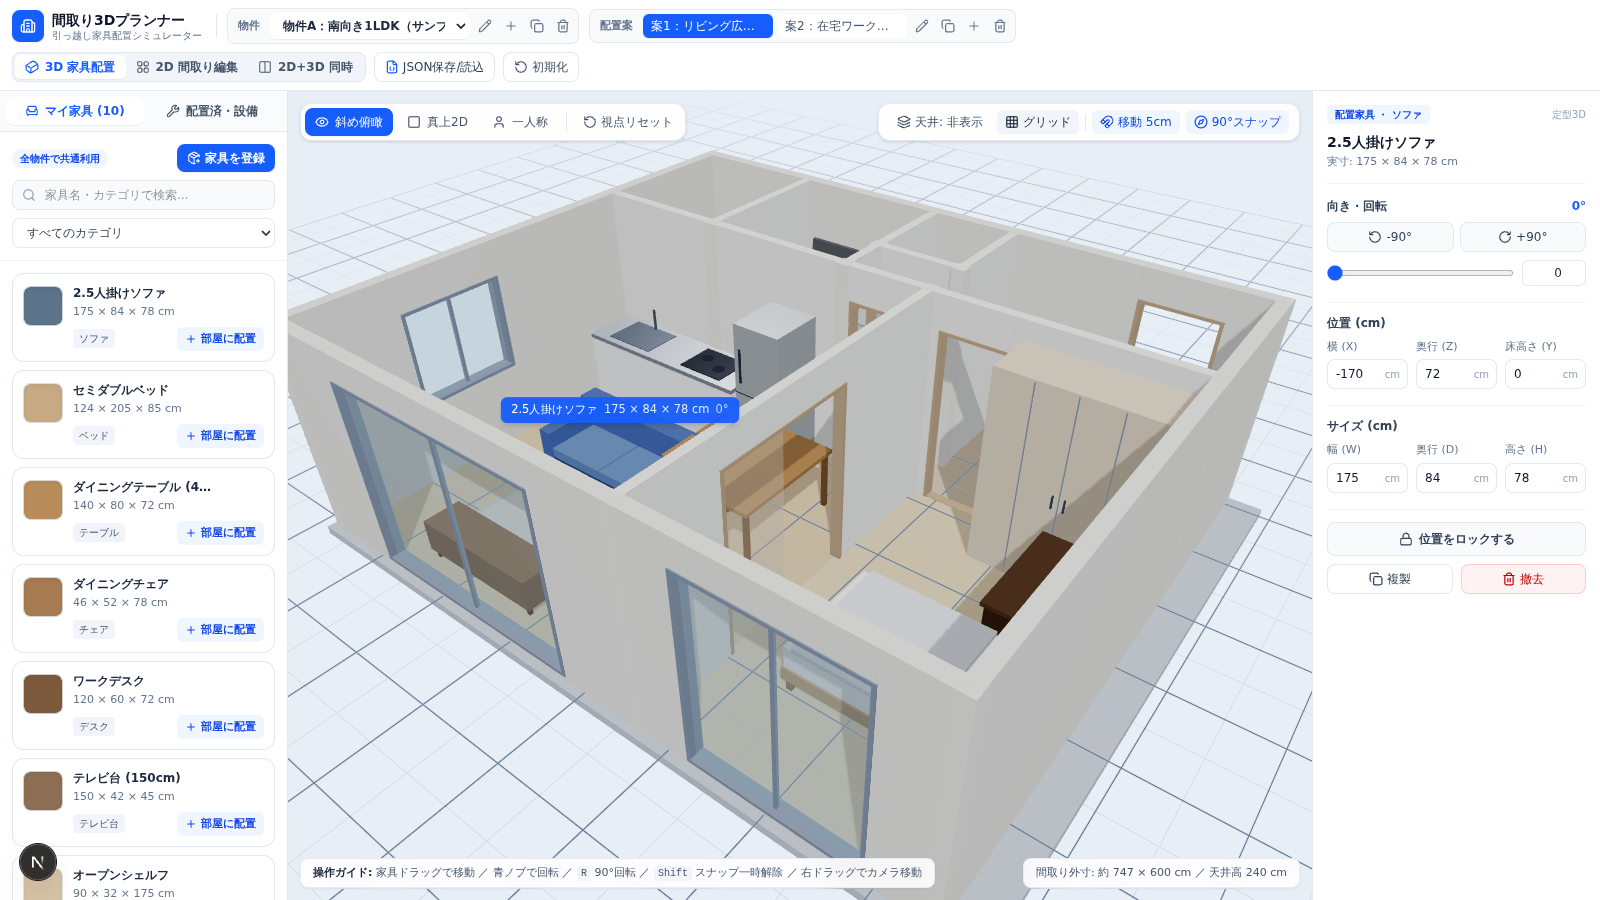 間取り3Dプランナー
引っ越し家具配置シミュレーター
物件 物件A：南向き1LDK（サンプ
配置案 案1：リビング広… 案2：在宅ワーク…
3D 家具配置 2D 間取り編集 2D+3D 同時 JSON保存/読込 初期化
マイ家具 (10) 配置済・設備
全物件で共通利用 家具を登録
家具名・カテゴリで検索…
すべてのカテゴリ
2.5人掛けソファ
175 × 84 × 78 cm
ソファ + 部屋に配置
セミダブルベッド
124 × 205 × 85 cm
ベッド + 部屋に配置
ダイニングテーブル (4…
140 × 80 × 72 cm
テーブル + 部屋に配置
ダイニングチェア
46 × 52 × 78 cm
チェア + 部屋に配置
ワークデスク
120 × 60 × 72 cm
デスク + 部屋に配置
テレビ台 (150cm)
150 × 42 × 45 cm
テレビ台 + 部屋に配置
オープンシェルフ
90 × 32 × 175 cm
N
斜め俯瞰 真上2D 一人称 視点リセット
天井: 非表示 グリッド 移動 5cm 90°スナップ
2.5人掛けソファ 175 × 84 × 78 cm 0°
操作ガイド: 家具ドラッグで移動 ／ 青ノブで回転 ／ R 90°回転 ／ Shift スナップ一時解除 ／ 右ドラッグでカメラ移動
間取り外寸: 約 747 × 600 cm ／ 天井高 240 cm
配置家具 ・ ソファ 定型3D
2.5人掛けソファ
実寸: 175 × 84 × 78 cm
向き・回転 0°
-90° +90°
0
位置 (cm)
横 (X) 奥行 (Z) 床高さ (Y)
-170 cm 72 cm 0 cm
サイズ (cm)
幅 (W) 奥行 (D) 高さ (H)
175 cm 84 cm 78 cm
位置をロックする
複製 撤去